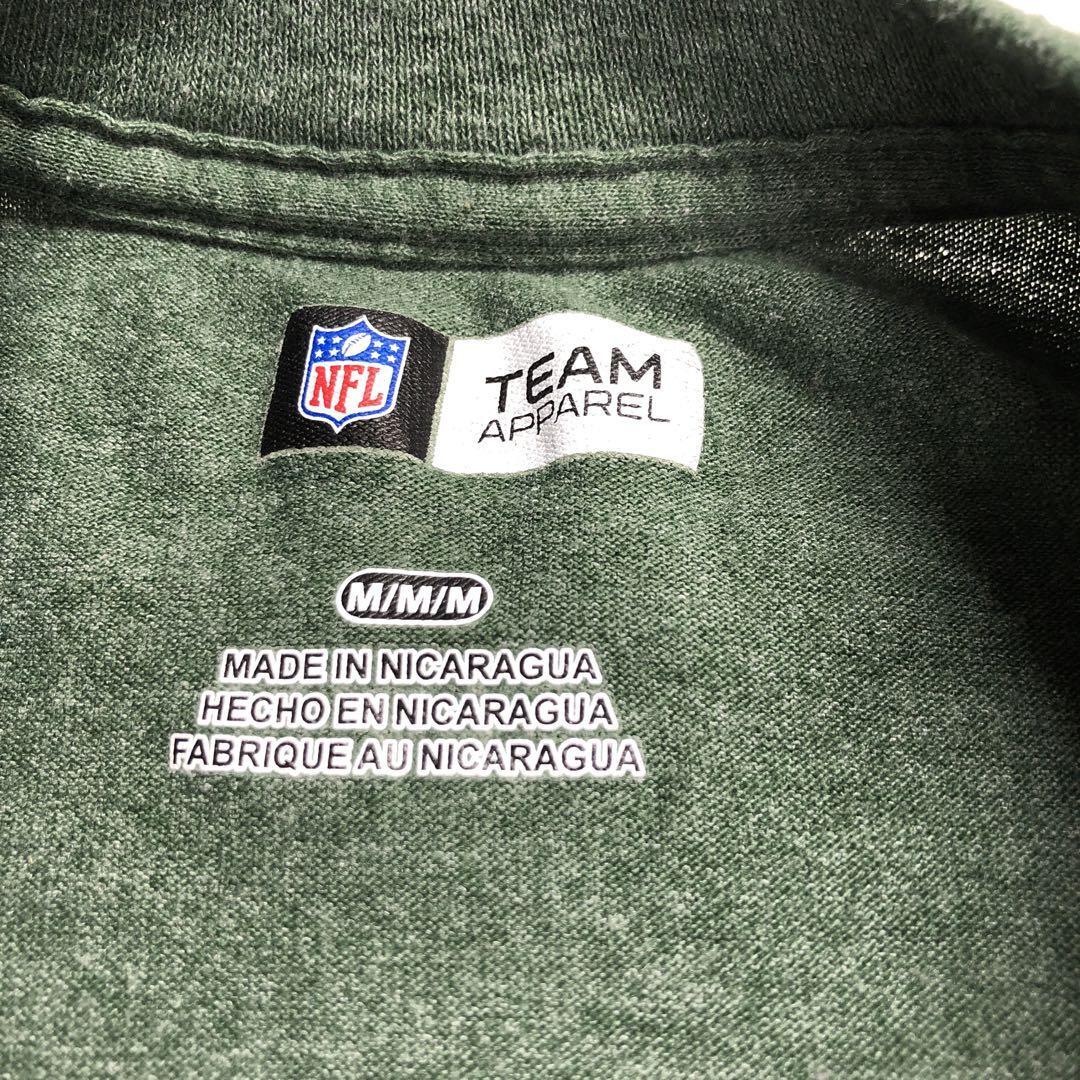 NFL
TEAM
APPAREL
M/M/M
MADE IN NICARAGUA
HECHO EN NICARAGUA
FABRIQUE AU NICARAGUA